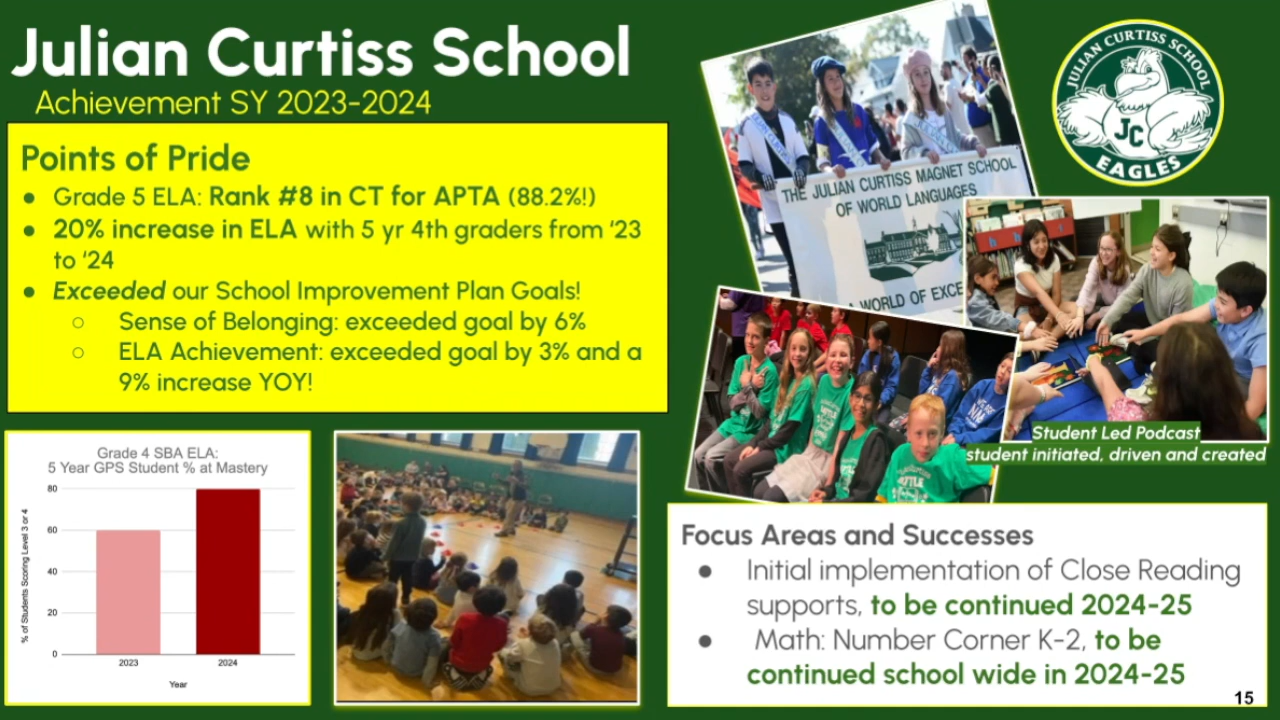 Julian Curtiss School
Achievement SY 2023-2024
Points of Pride
● Grade 5 ELA: Rank #8 in CT for APTA (88.2%!)
● 20% increase in ELA with 5 yr 4th graders from ‘23
to ‘24
● Exceeded our School Improvement Plan Goals!
○ Sense of Belonging: exceeded goal by 6%
○ ELA Achievement: exceeded goal by 3% and a
9% increase YOY!
Grade 4 SBA ELA:
5 Year GPS Student % at Mastery
% of Students Scoring Level 3 or 4
80
60
40
20
0
2023
2024
Year
THE JULIAN CURTISS MAGNET SCHOOL
OF WORLD LANGUAGES
A WORLD OF EXCE
JULIAN CURTISS SCHOOL
JC
EAGLES
Student Led Podcast
student initiated, driven and created
Focus Areas and Successes
● Initial implementation of Close Reading
supports, to be continued 2024-25
● Math: Number Corner K-2, to be
continued school wide in 2024-25
15